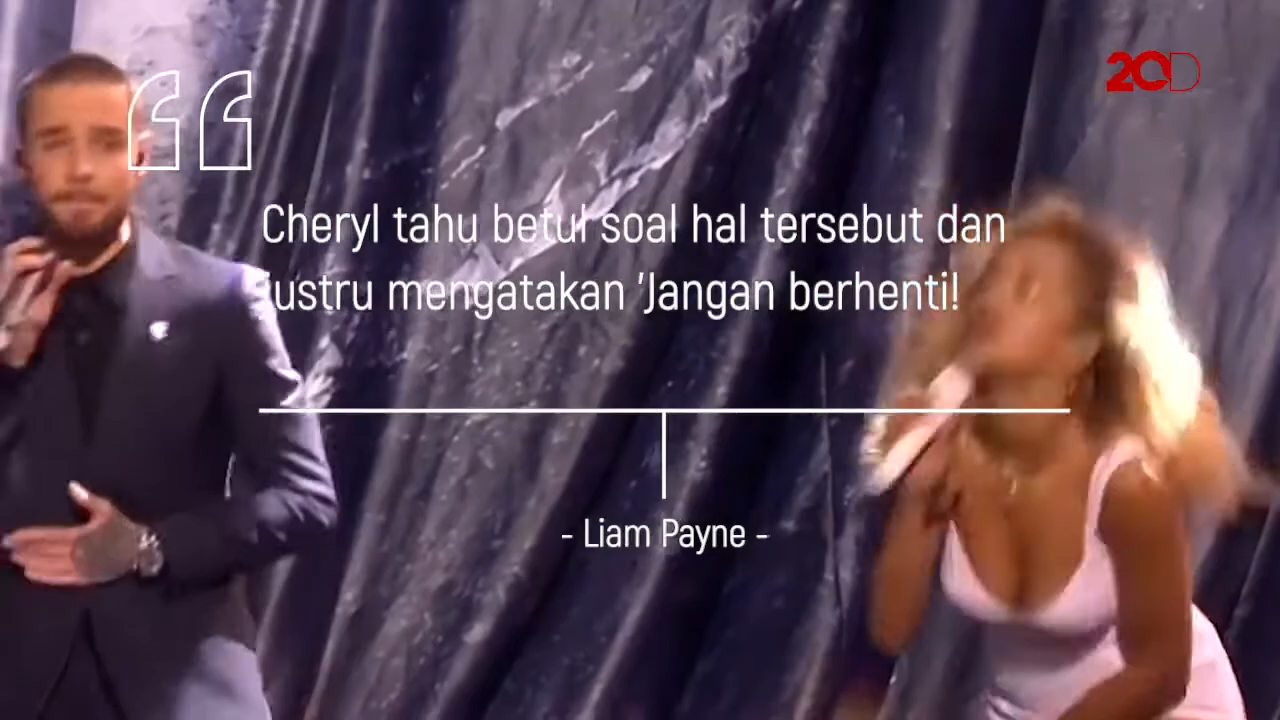 20D
“
Cheryl tahu betul soal hal tersebut dan
justru mengatakan 'Jangan berhenti!
- Liam Payne -